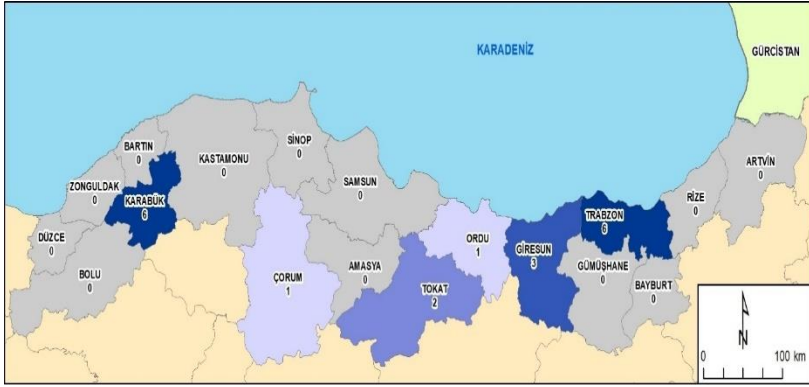 KARADENİZ
GÜRCİSTAN
BARTIN
0
KASTAMONU
0
SİNOP
0
SAMSUN
0
ARTVİN
0
ZONGULDAK
0
KARABÜK
6
RİZE
0
TRABZON
6
DÜZCE
0
BOLU
0
ÇORUM
1
AMASYA
0
TOKAT
2
ORDU
1
GİRESUN
3
GÜMÜŞHANE
0
BAYBURT
0
N
0 100 km